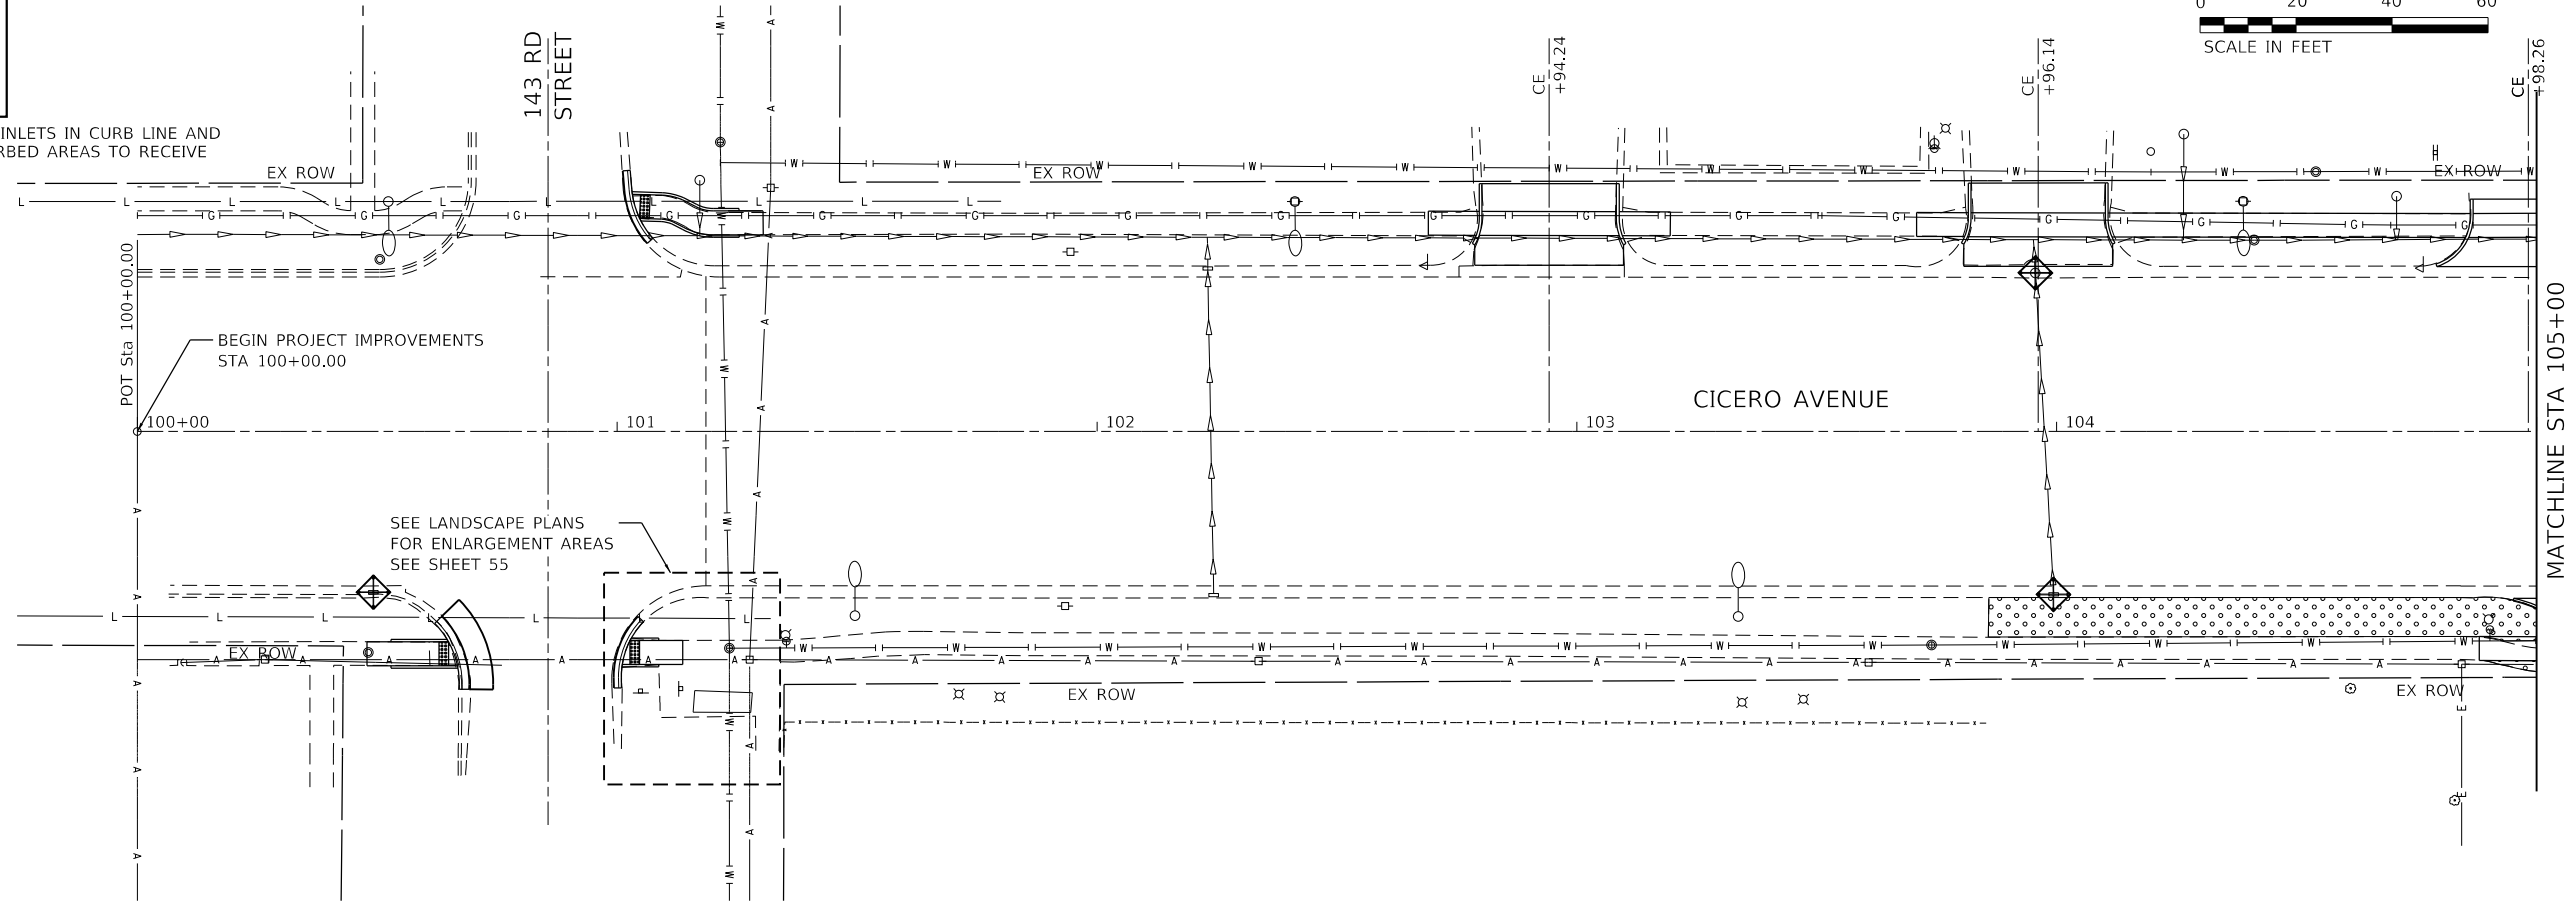 0 20 40 60
SCALE IN FEET
143 RD
STREET
CE
+94.24
CE
+96.14
CE
+98.26
INLETS IN CURB LINE AND
RBED AREAS TO RECEIVE
EX ROW
EX ROW
EX ROW
POT Sta 100+00.00
BEGIN PROJECT IMPROVEMENTS
STA 100+00.00
CICERO AVENUE
100+00
101
102
103
104
MATCHLINE STA 105+00
SEE LANDSCAPE PLANS
FOR ENLARGEMENT AREAS
SEE SHEET 55
EX ROW
EX ROW
EX ROW